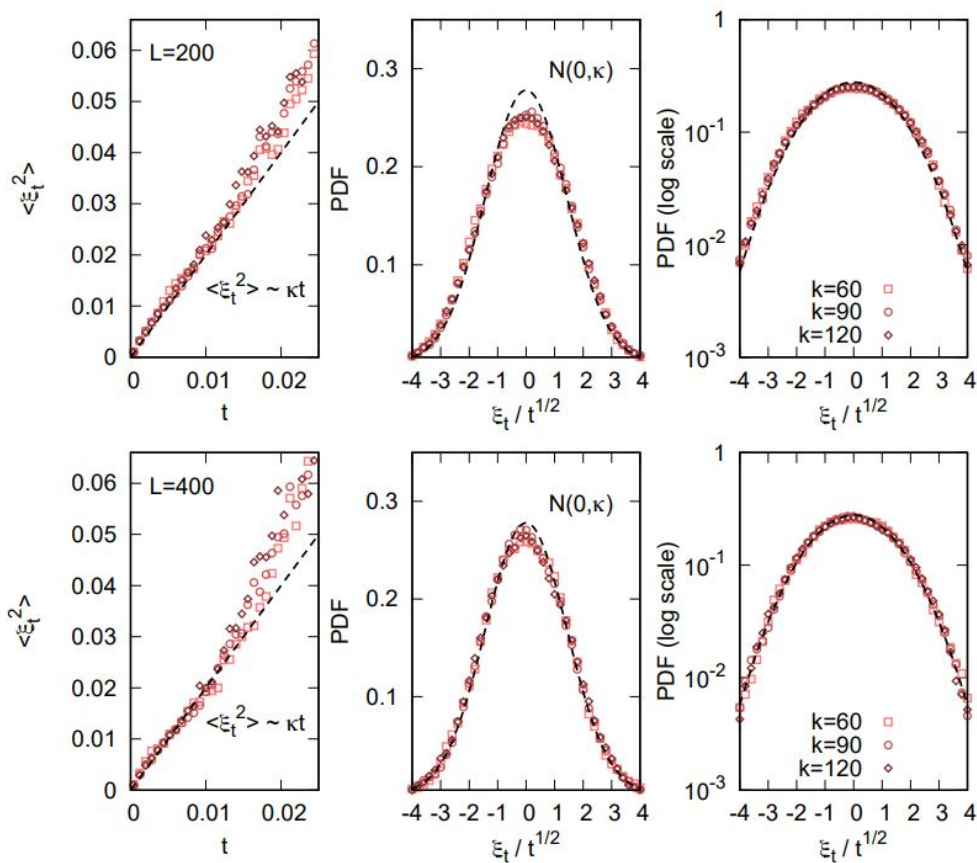 L=200
<ξt²>
0.06
0.05
0.04
0.03
0.02
0.01
0
<ξt²> ~ κt
0 0.01 0.02
t
N(0,κ)
PDF
0.3
0.2
0.1
-4 -3 -2 -1 0 1 2 3 4
ξt / t^1/2
PDF (log scale)
1
10^-1
10^-2
10^-3
k=60
k=90
k=120
-4 -3 -2 -1 0 1 2 3 4
ξt / t^1/2
L=400
<ξt²>
0.06
0.05
0.04
0.03
0.02
0.01
0
<ξt²> ~ κt
0 0.01 0.02
t
N(0,κ)
PDF
0.3
0.2
0.1
-4 -3 -2 -1 0 1 2 3 4
ξt / t^1/2
PDF (log scale)
1
10^-1
10^-2
10^-3
k=60
k=90
k=120
-4 -3 -2 -1 0 1 2 3 4
ξt / t^1/2